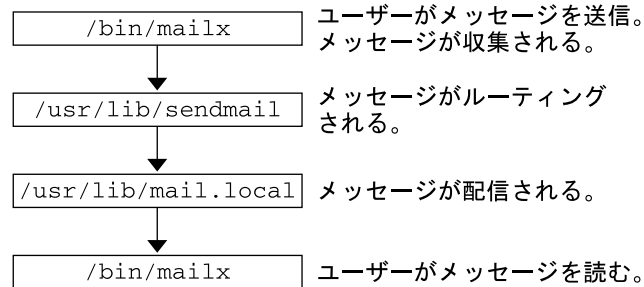 /bin/mailx
ユーザーがメッセージを送信。
メッセージが収集される。
/usr/lib/sendmail
メッセージがルーティング
される。
/usr/lib/mail.local
メッセージが配信される。
/bin/mailx
ユーザーがメッセージを読む。